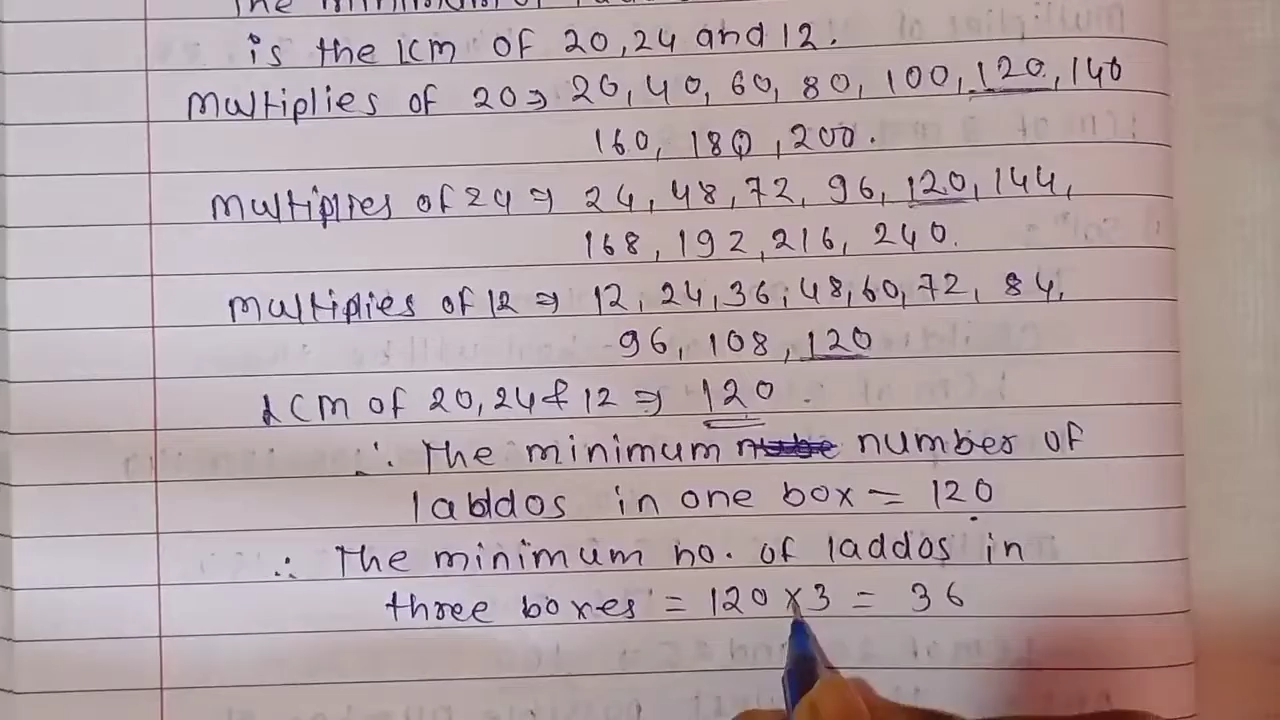 is the LCM of 20, 24 and 12.
Multiplies of 20 ⇒ 20, 40, 60, 80, 100, 120, 140
160, 180, 200.
Multiplies of 24 ⇒ 24, 48, 72, 96, 120, 144,
168, 192, 216, 240.
Multiplies of 12 ⇒ 12, 24, 36, 48, 60, 72, 84,
96, 108, 120
LCM of 20, 24 & 12 ⇒ 120.
∴ The minimum number of
laddos in one box = 120
∴ The minimum no. of laddos in
three boxes = 120 × 3 = 36